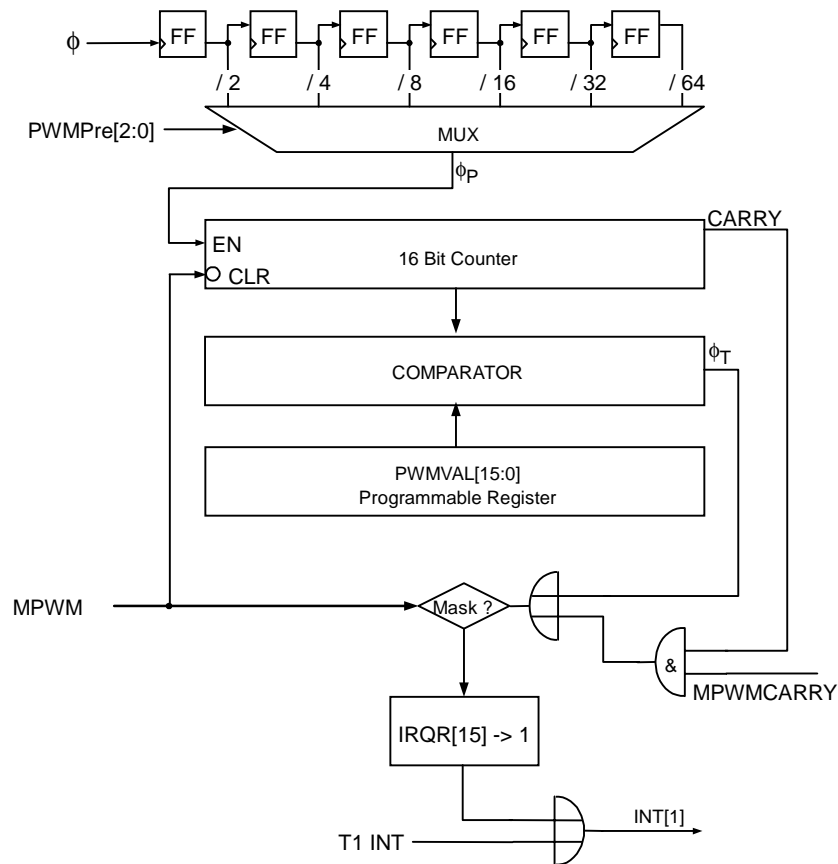 ϕ
FF FF FF FF FF FF
/ 2 / 4 / 8 / 16 / 32 / 64
PWMPre[2:0]
MUX
ϕP
CARRY
EN
16 Bit Counter
CLR
ϕT
COMPARATOR
PWMVAL[15:0]
Programmable Register
MPWM
Mask ?
&
MPWMCARRY
IRQR[15] -> 1
INT[1]
T1 INT